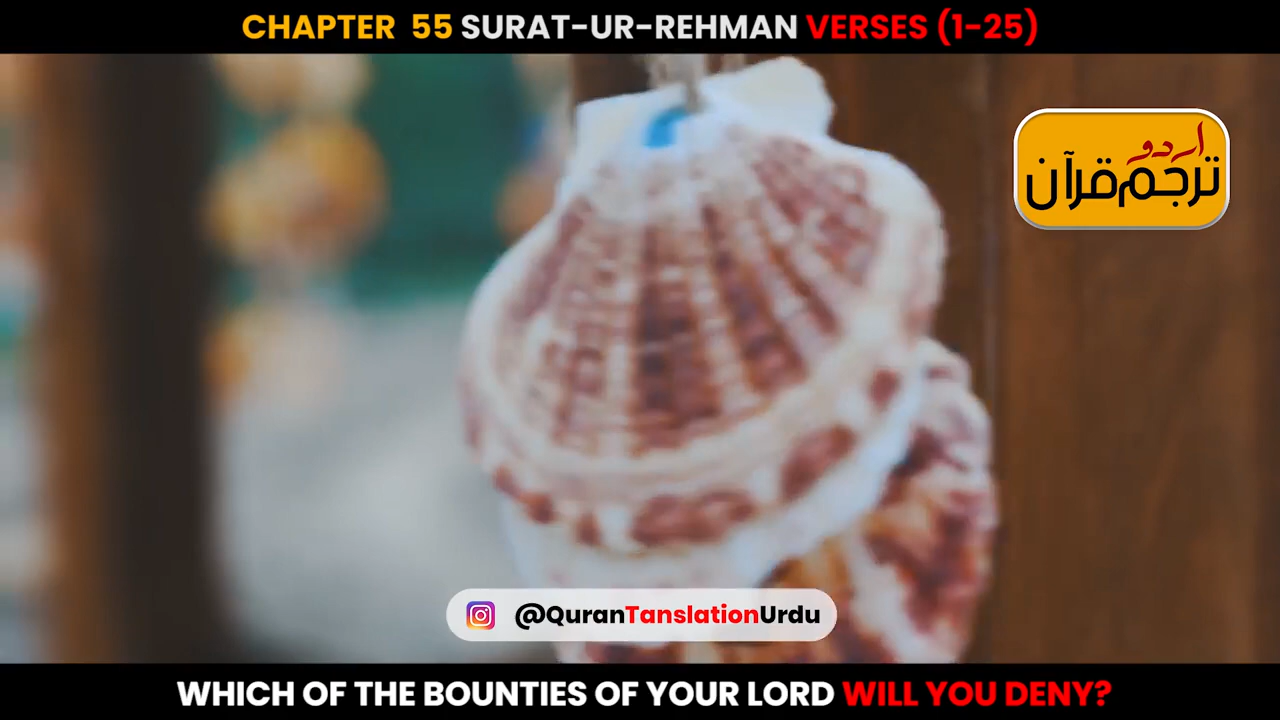 CHAPTER 55 SURAT-UR-REHMAN VERSES (1-25)
اردو
ترجم قرآن
@QuranTanslationUrdu
WHICH OF THE BOUNTIES OF YOUR LORD WILL YOU DENY?